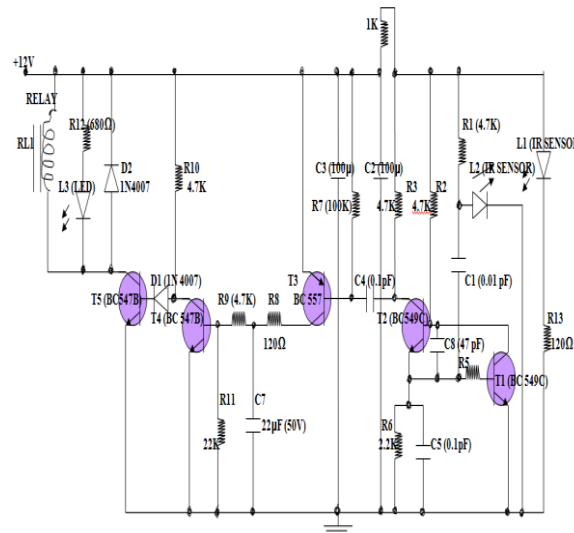 1K
+12V
RELAY
RL1
R12 (680Ω)
L3 (LED)
D2
1N4007
R10
4.7K
C3 (100µ)
R7 (100K)
C2 (100µ)
R3
4.7K
R2
4.7K
R1 (4.7K)
L2 (IR SENSOR)
L1 (IR SENSOR
D1 (1N 4007)
T5 (BC 547B)
T4 (BC 547B)
R9 (4.7K)
R8
120Ω
T3
BC 557
C4 (0.1pF)
T2 (BC 549C)
C1 (0.01 pF)
C8 (47 pF)
R5
T1 (BC 549C)
R13
120Ω
R11
22K
C7
22µF (50V)
R6
2.2K
C5 (0.1pF)